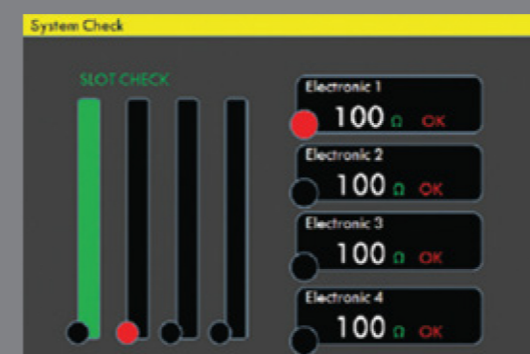 System Check
SLOT CHECK
Electronic 1
100 Ω OK
Electronic 2
100 Ω OK
Electronic 3
100 Ω OK
Electronic 4
100 Ω OK